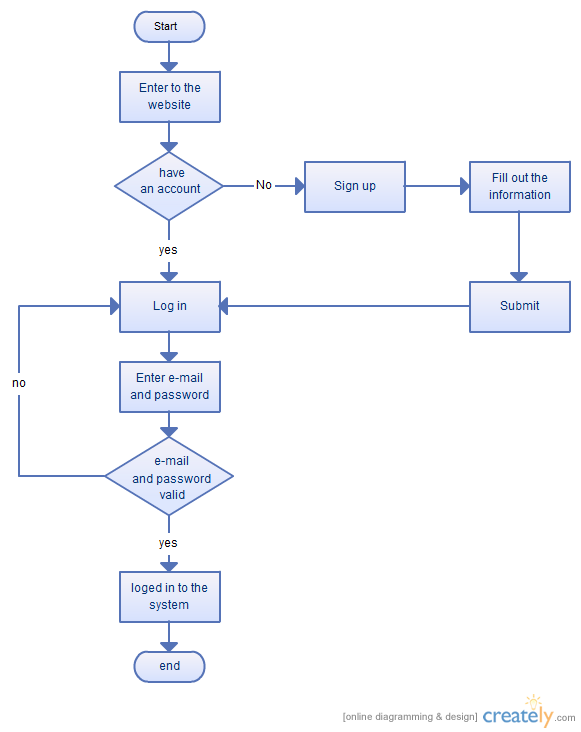 Start
Enter to the
website
have
an account
No
Sign up
Fill out the
information
yes
Log in
Submit
no
Enter e-mail
and password
e-mail
and password
valid
yes
loged in to the
system
end
[online diagramming & design] creately.com